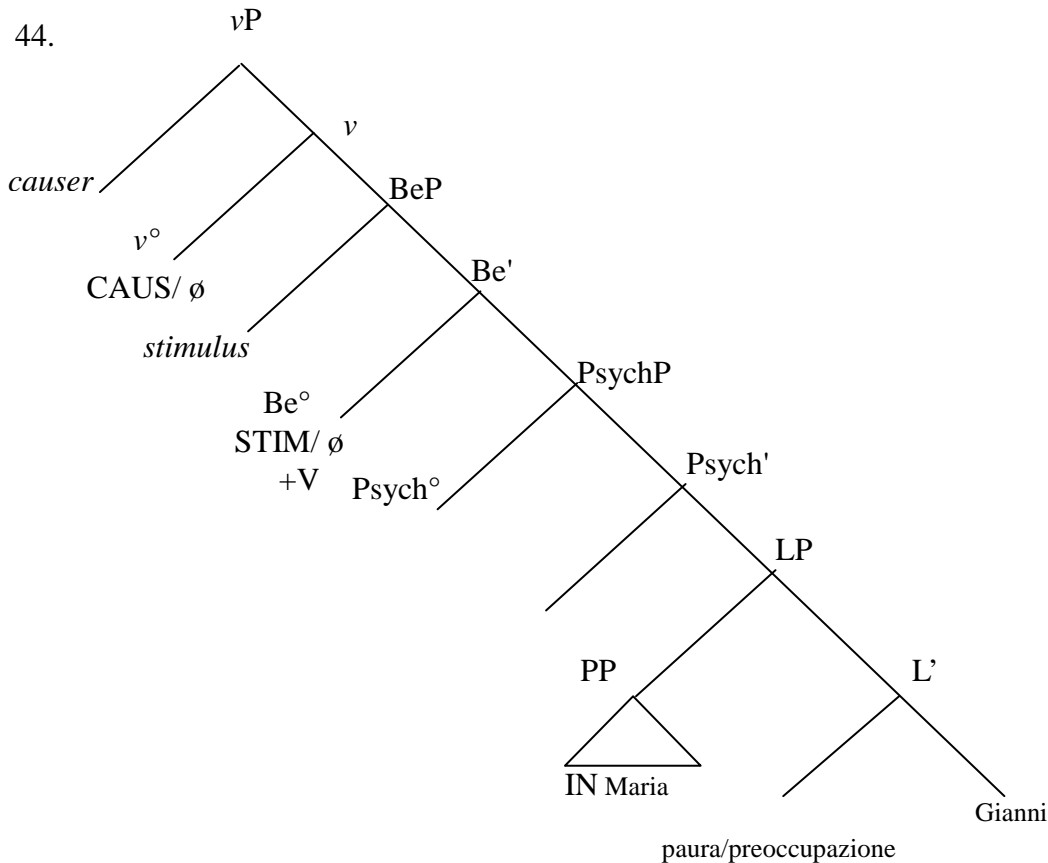 44.
vP
v
causer
BeP
v°
CAUS/ ø
Be'
stimulus
PsychP
Be°
STIM/ ø
+V
Psych'
Psych°
LP
PP
L’
IN Maria
Gianni
paura/preoccupazione